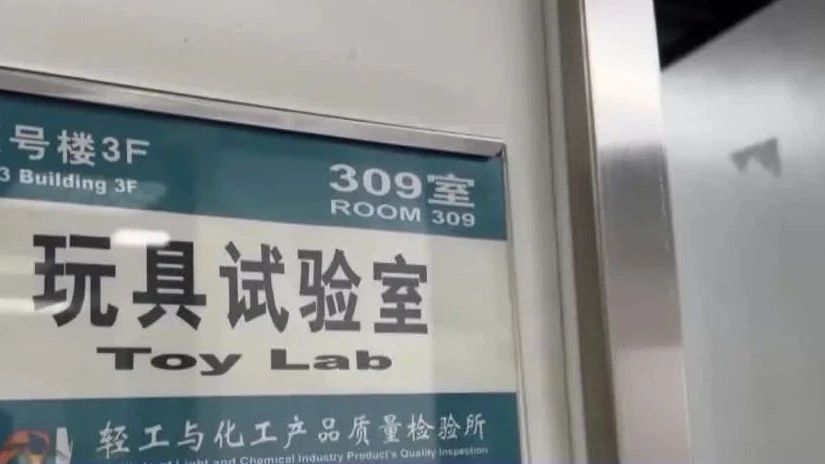 号楼3F
3 Building 3F
309室
ROOM 309
玩具试验室
Toy Lab
轻工与化工产品质量检验所
of Light and Chemical Industry Product's Quality Inspection